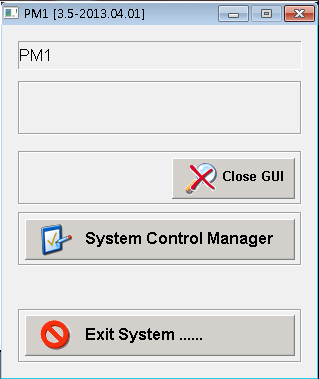 PM1 [3.5-2013.04.01]
PM1
Close GUI
System Control Manager
Exit System ......